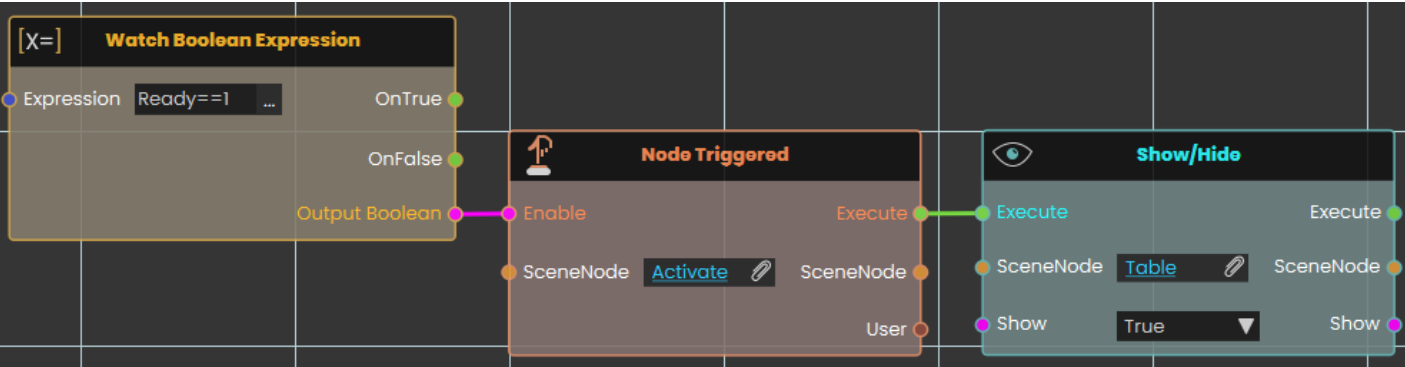 [X=] Watch Boolean Expression
Expression Ready==1 ... OnTrue
OnFalse
Output Boolean
Node Triggered
Enable Execute
SceneNode Activate SceneNode
User
Show/Hide
Execute Execute
SceneNode Table SceneNode
Show True Show